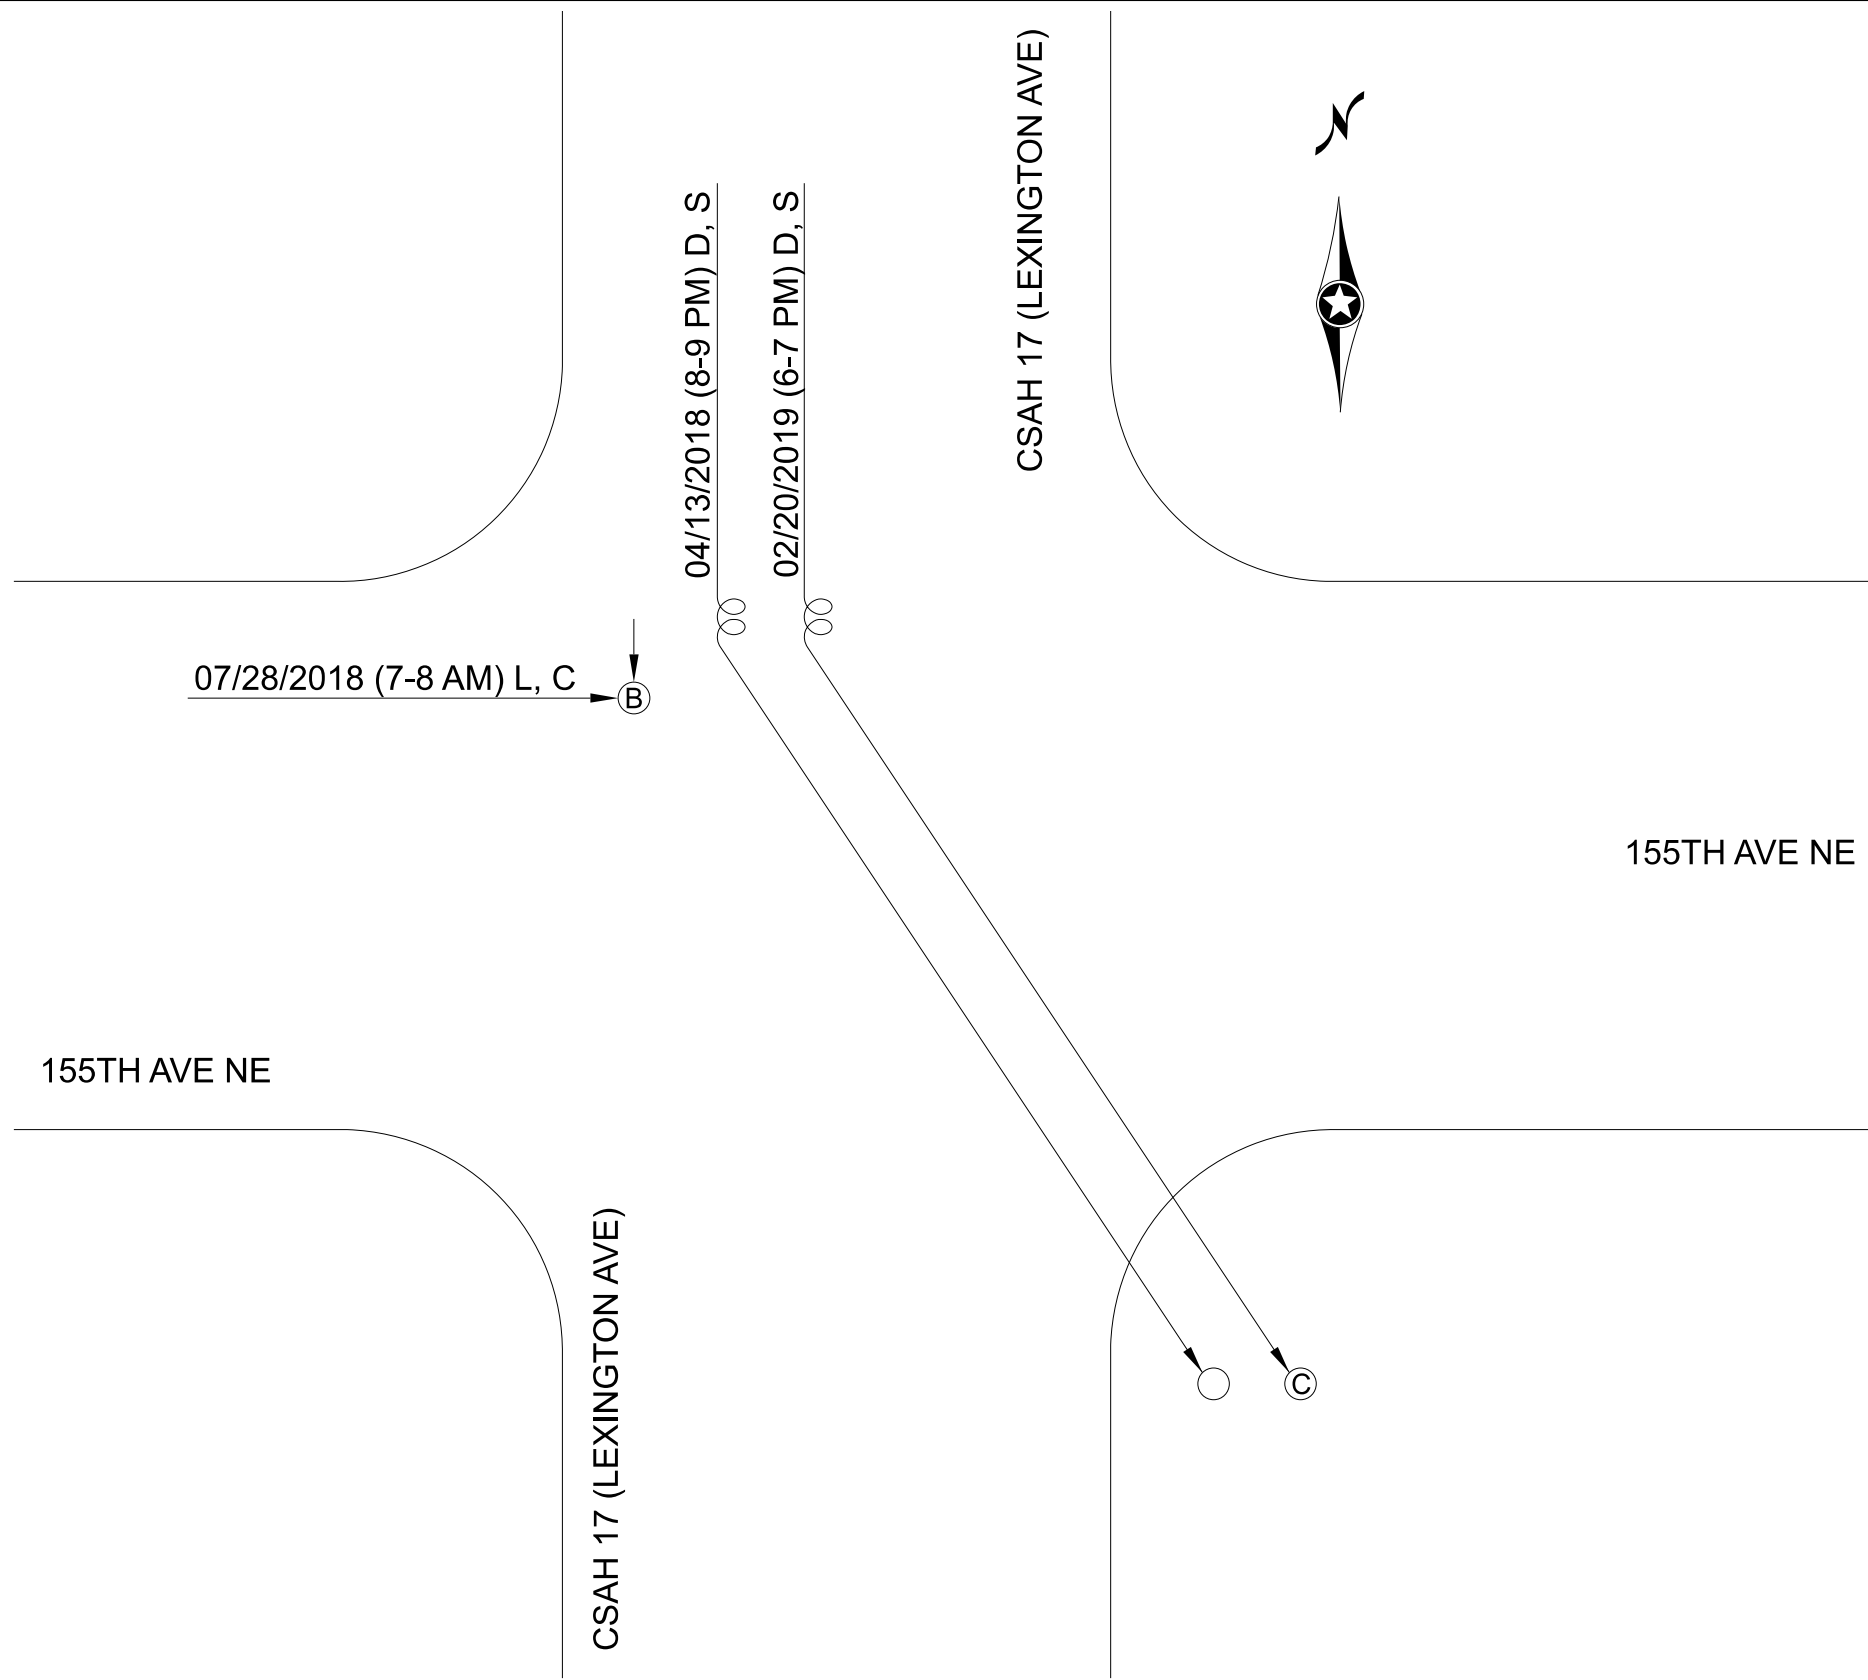 N
CSAH 17 (LEXINGTON AVE)
04/13/2018 (8-9 PM) D, S
02/20/2019 (6-7 PM) D, S
07/28/2018 (7-8 AM) L, C
B
155TH AVE NE
155TH AVE NE
CSAH 17 (LEXINGTON AVE)
C